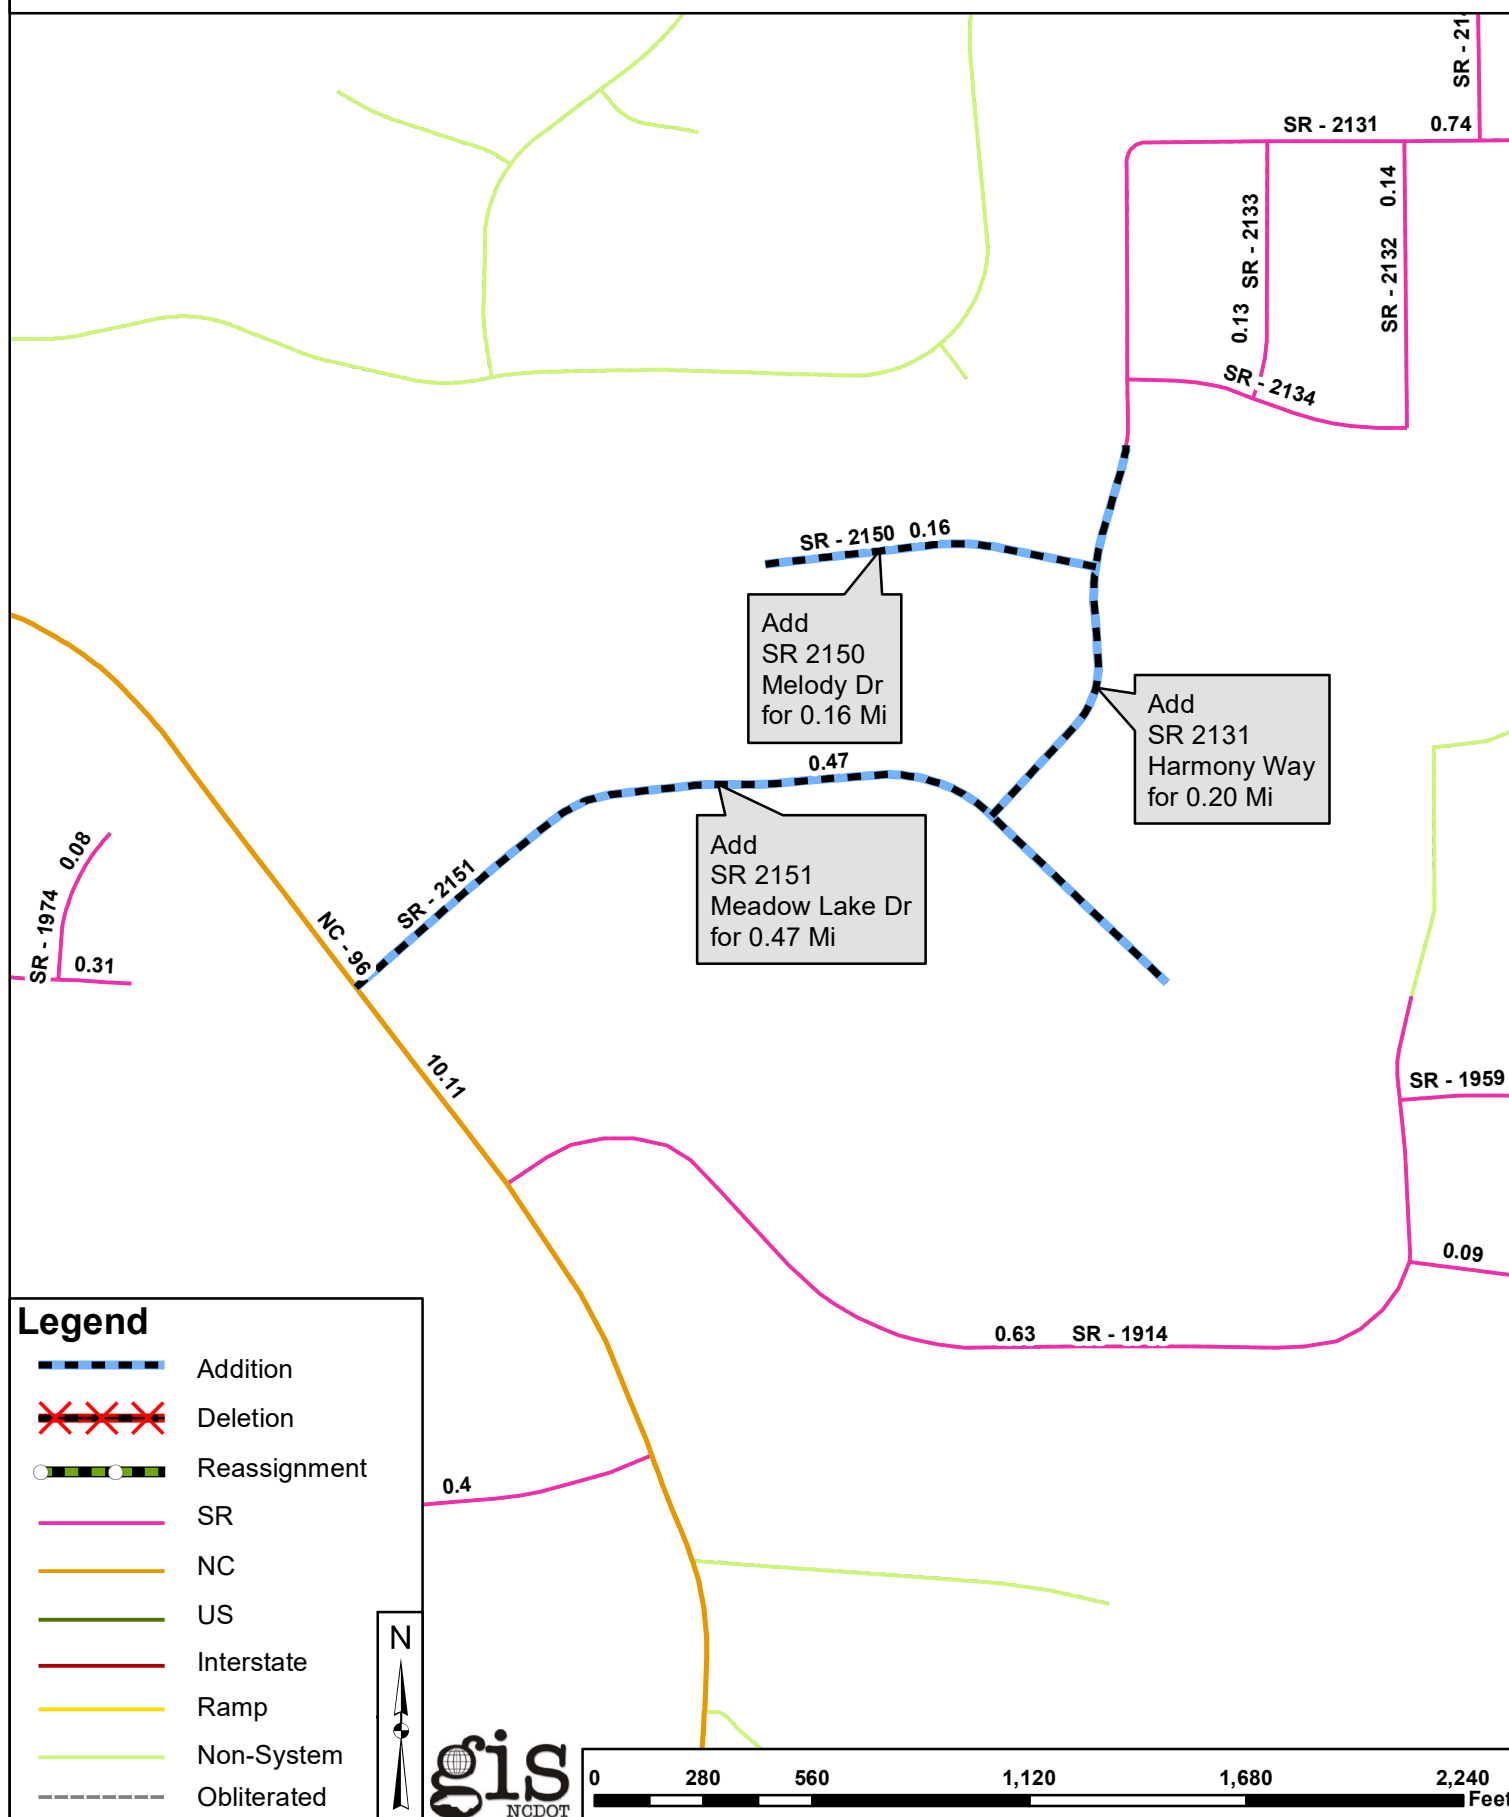 SR - 21
SR - 2131 0.74
0.13 SR - 2133
SR - 2132 0.14
SR - 2134
SR - 2150 0.16
Add
SR 2150
Melody Dr
for 0.16 Mi
Add
SR 2131
Harmony Way
for 0.20 Mi
0.47
SR - 2151
Add
SR 2151
Meadow Lake Dr
for 0.47 Mi
SR - 1974 0.08
0.31
NC - 96
10.11
SR - 1959
0.09
0.63 SR - 1914
0.4
Legend
Addition
Deletion
Reassignment
SR
NC
US
Interstate
Ramp
Non-System
Obliterated
N
gis
NCDOT
0 280 560 1,120 1,680 2,240
Feet